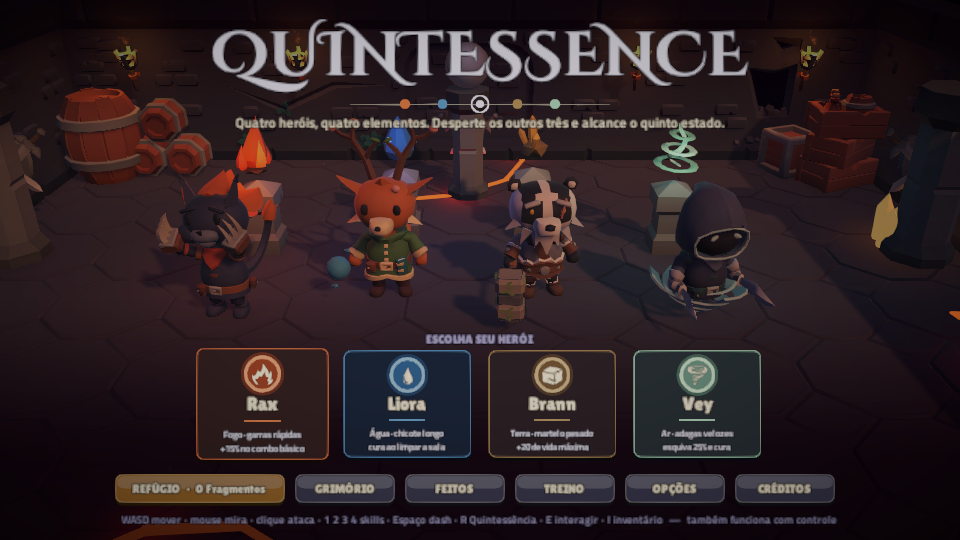 QUINTESSENCE
Quatro heróis, quatro elementos. Desperte os outros três e alcance o quinto estado.
ESCOLHA SEU HERÓI
Rax
Fogo · garras rápidas
+15% no combo básico
Liora
Água · chicote longo
cura ao limpar a sala
Brann
Terra · martelo pesado
+20 de vida máxima
Vey
Ar · adagas velozes
esquiva 25% e cura
REFÚGIO · 0 Fragmentos
GRIMÓRIO
FEITOS
TREINO
OPÇÕES
CRÉDITOS
WASD mover · mouse mira · clique ataca · 1 2 3 4 skills · Espaço dash · R Quintessência · E interagir · I inventário — também funciona com controle